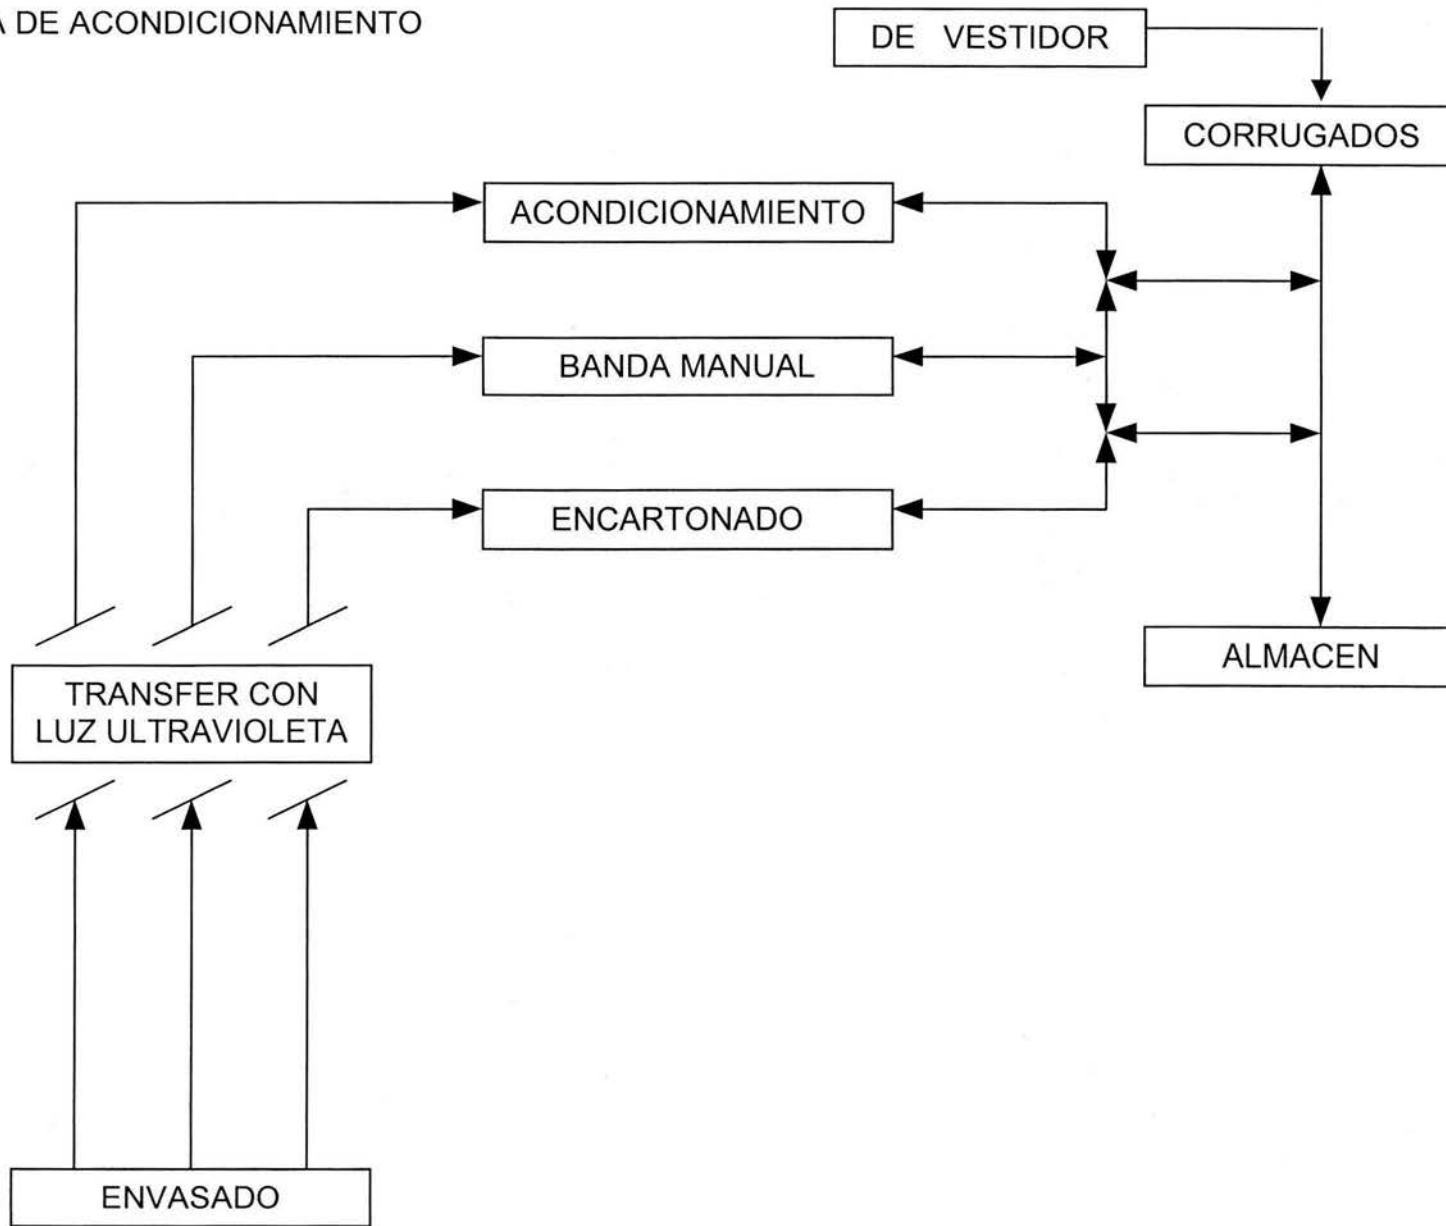 A DE ACONDICIONAMIENTO
DE VESTIDOR
CORRUGADOS
ACONDICIONAMIENTO
BANDA MANUAL
ENCARTONADO
ALMACEN
TRANSFER CON
LUZ ULTRAVIOLETA
ENVASADO